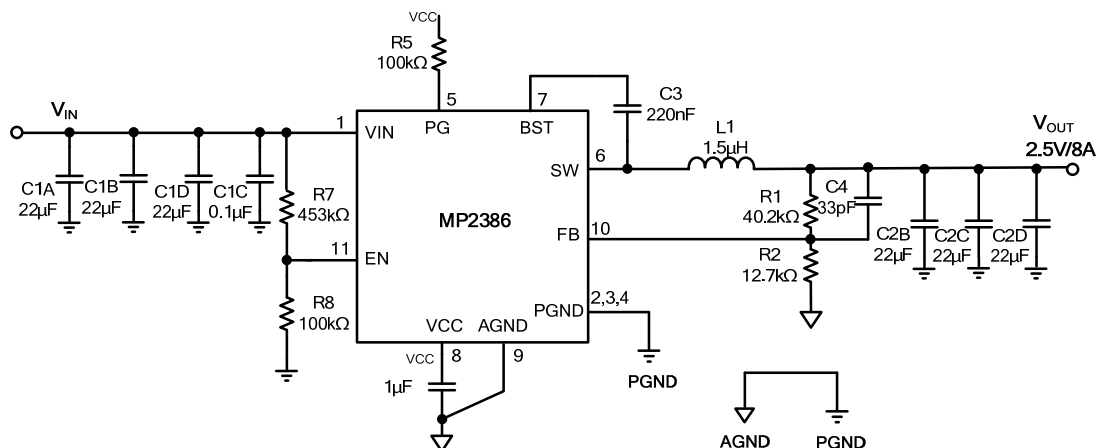 VCC
R5
100kΩ
5
7
C3
220nF
VIN
1
VIN
PG
BST
L1
1.5µH
VOUT
2.5V/8A
6
SW
C1A
22µF
C1B
22µF
C1D
22µF
C1C
0.1µF
R7
453kΩ
MP2386
R1
40.2kΩ
C4
33pF
FB
10
C2B
22µF
C2C
22µF
C2D
22µF
11
EN
R2
12.7kΩ
R8
100kΩ
2,3,4
PGND
VCC
AGND
VCC
8
9
PGND
1µF
AGND
PGND